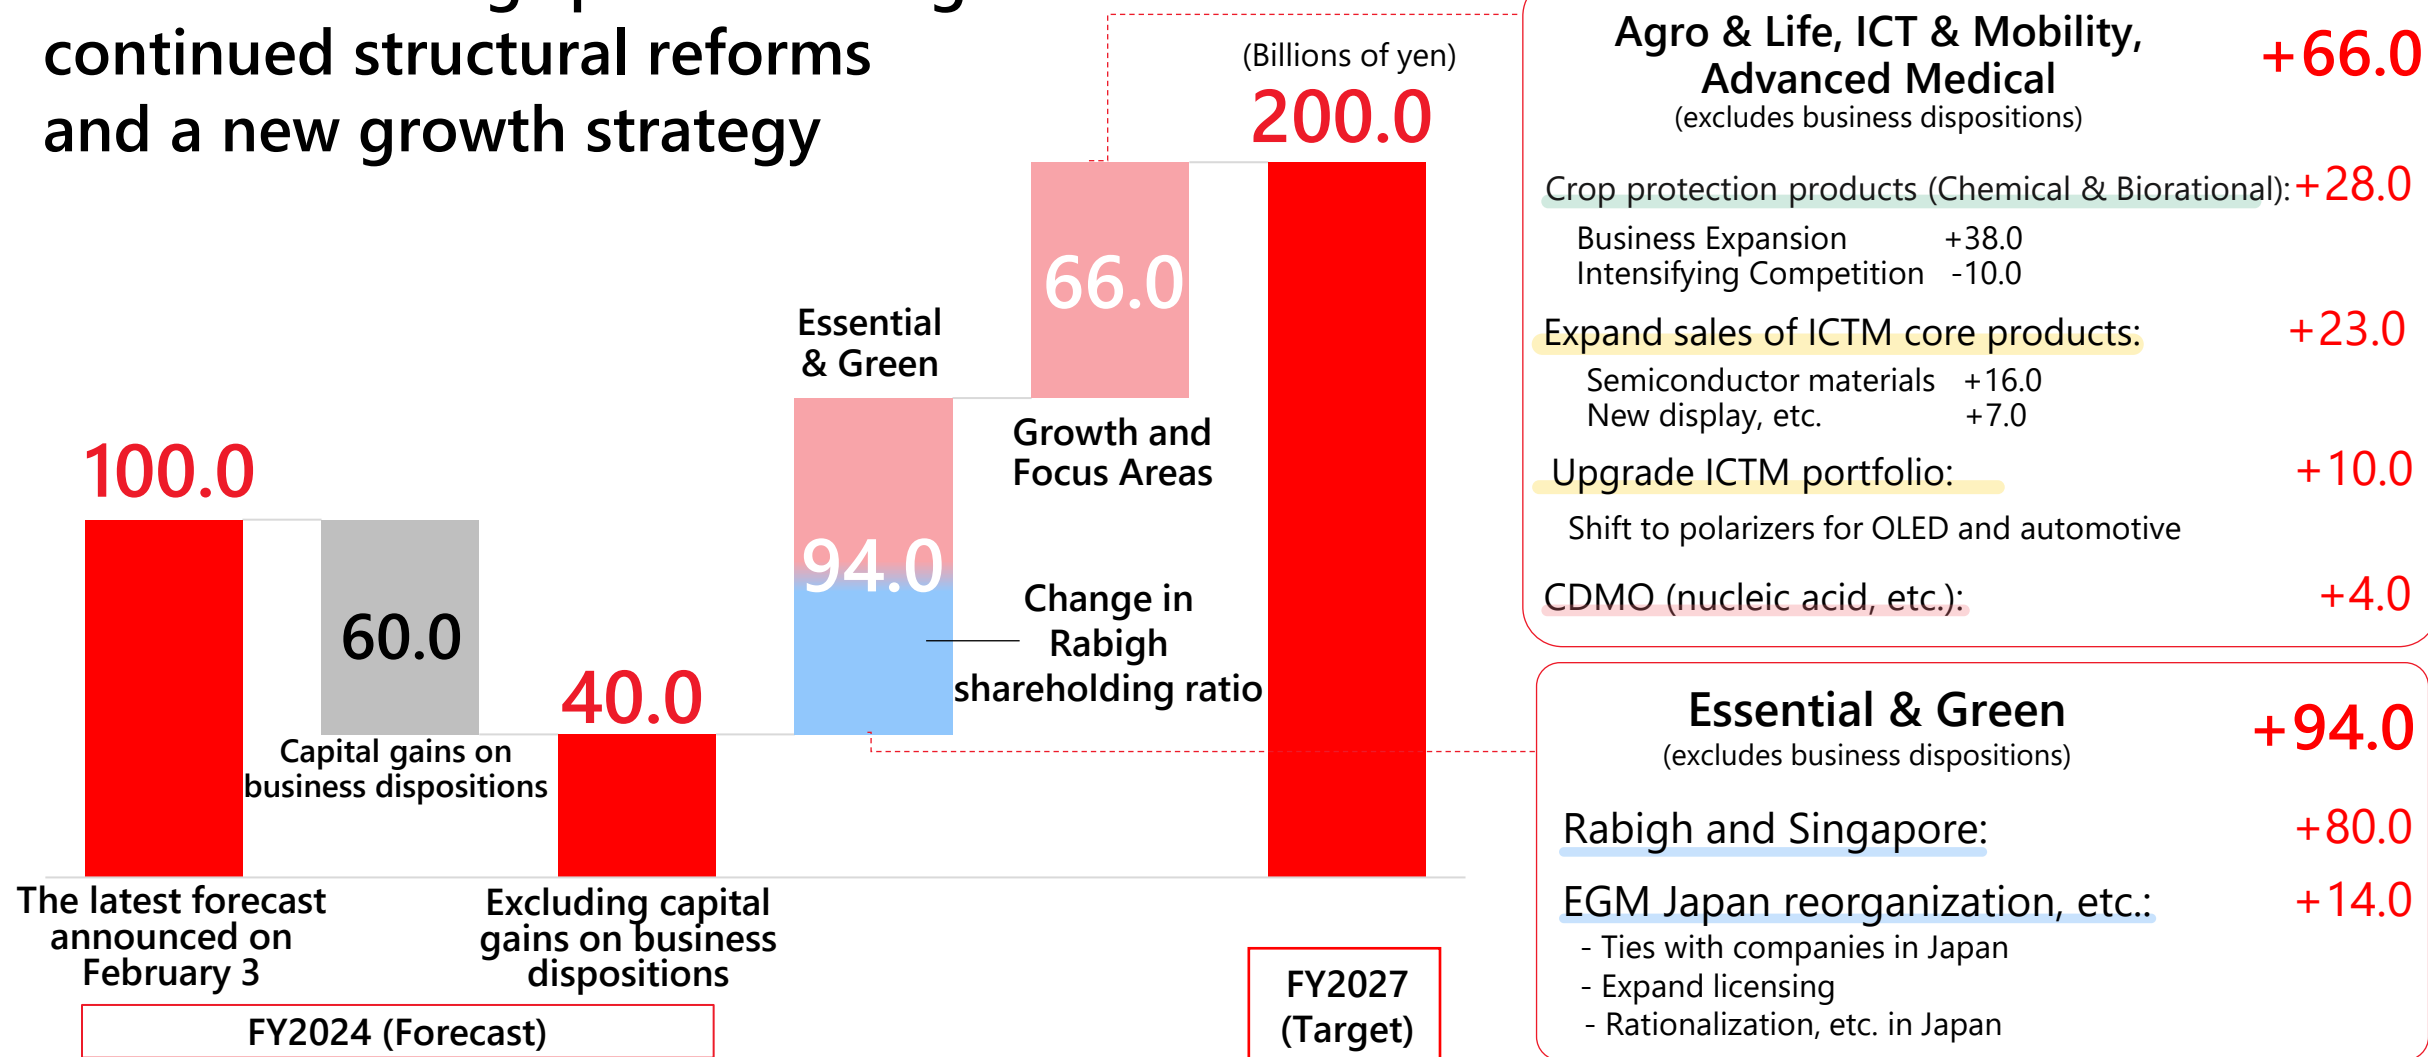 continued structural reforms
and a new growth strategy
(Billions of yen)
200.0
66.0
Essential
& Green
Growth and
Focus Areas
100.0
94.0
60.0
Change in
Rabigh
shareholding ratio
40.0
Capital gains on
business dispositions
The latest forecast
announced on
February 3
Excluding capital
gains on business
dispositions
FY2024 (Forecast)
FY2027
(Target)
Agro & Life, ICT & Mobility,
Advanced Medical
(excludes business dispositions)
+66.0
Crop protection products (Chemical & Biorational): +28.0
Business Expansion +38.0
Intensifying Competition -10.0
Expand sales of ICTM core products: +23.0
Semiconductor materials +16.0
New display, etc. +7.0
Upgrade ICTM portfolio: +10.0
Shift to polarizers for OLED and automotive
CDMO (nucleic acid, etc.): +4.0
Essential & Green
(excludes business dispositions)
+94.0
Rabigh and Singapore: +80.0
EGM Japan reorganization, etc.: +14.0
- Ties with companies in Japan
- Expand licensing
- Rationalization, etc. in Japan